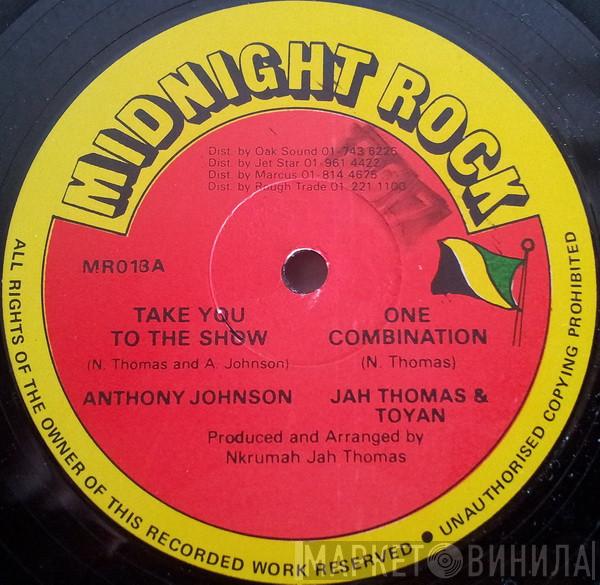 MIDNIGHT ROCK
Dist. by Oak Sound 01-743 6226
Dist. by Jet Star 01-961 4422
Dist. by Marcus 01-814 4675
Dist. by Rough Trade 01 221 1100
MR013A
TAKE YOU
TO THE SHOW
(N. Thomas and A. Johnson)
ANTHONY JOHNSON
ONE
COMBINATION
(N. Thomas)
JAH THOMAS &
TOYAN
Produced and Arranged by
Nkrumah Jah Thomas
ALL RIGHTS OF THE OWNER OF THIS RECORDED WORK RESERVED • UNAUTHORISED COPYING PROHIBITED
МАРКЕТ ВИНИЛА